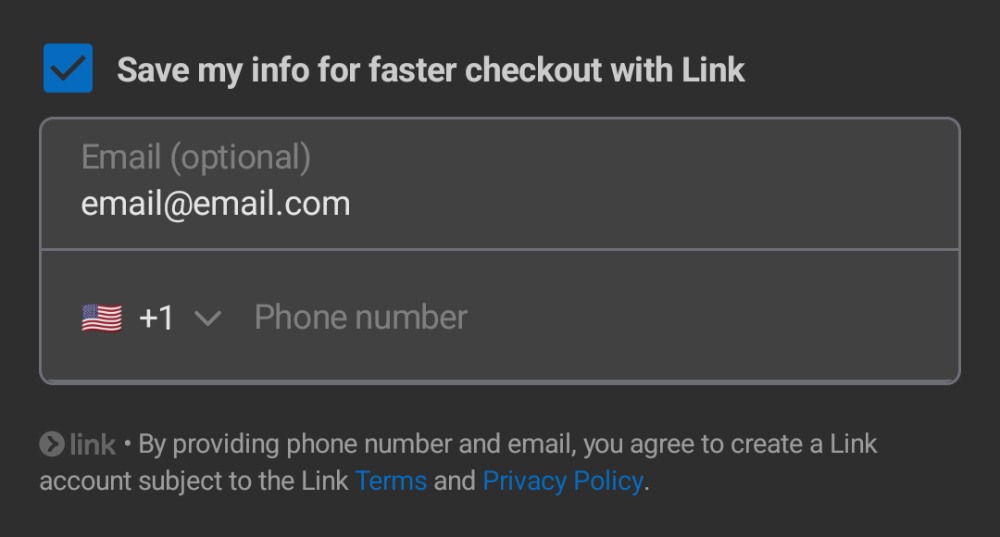 Save my info for faster checkout with Link
Email (optional)
email@email.com
+1 Phone number
link • By providing phone number and email, you agree to create a Link
account subject to the Link Terms and Privacy Policy.